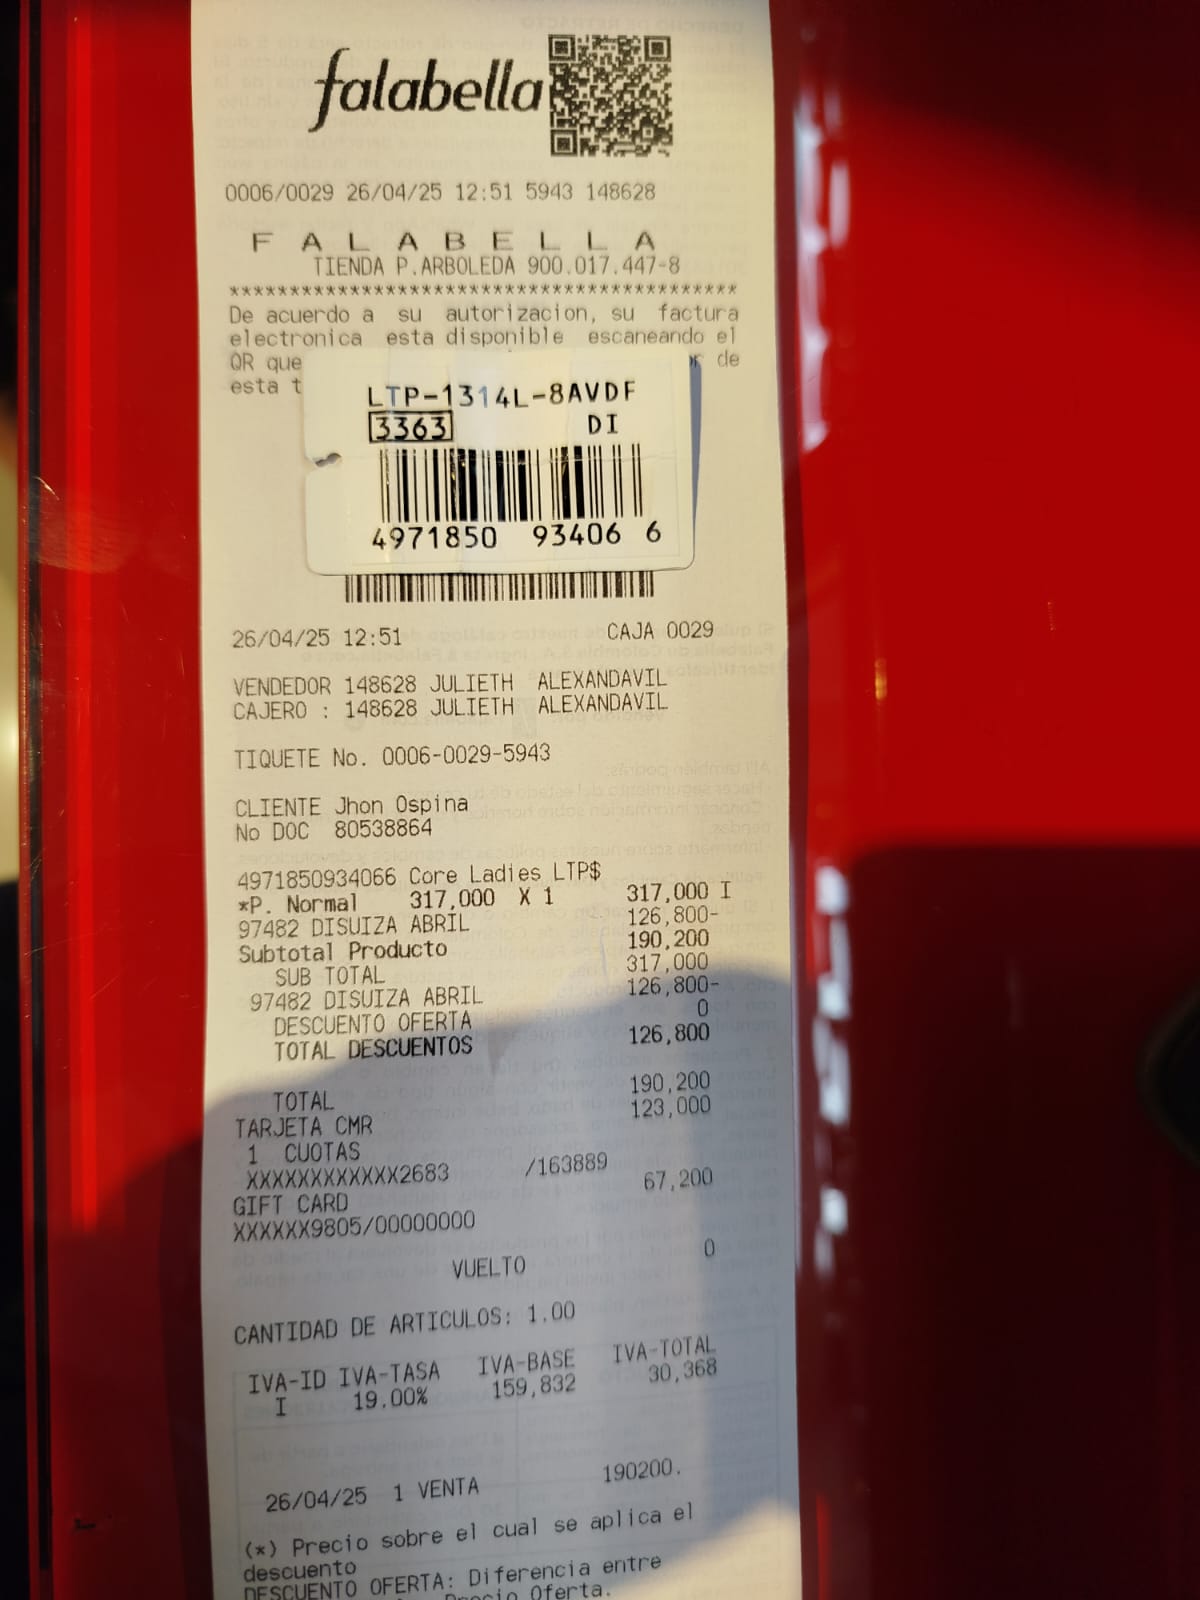 falabella
0006/0029 26/04/25 12:51 5943 148628
F A L A B E L L A
TIENDA P.ARBOLEDA 900.017.447-8
******************************************
De acuerdo a su autorizacion, su factura
electronica esta disponible escaneando el
QR que de
esta t
LTP-1314L-8AVDF
3363 DI
4971850 93406 6
26/04/25 12:51 CAJA 0029
VENDEDOR 148628 JULIETH ALEXANDAVIL
CAJERO : 148628 JULIETH ALEXANDAVIL
TIQUETE No. 0006-0029-5943
CLIENTE Jhon Ospina
No DOC 80538864
4971850934066 Core Ladies LTP$
*P. Normal 317,000 X 1 317,000 I
97482 DISUIZA ABRIL 126,800-
Subtotal Producto 190,200
SUB TOTAL 317,000
97482 DISUIZA ABRIL 126,800-
DESCUENTO OFERTA 0
TOTAL DESCUENTOS 126,800
TOTAL 190,200
TARJETA CMR 123,000
1 CUOTAS
XXXXXXXXXXXX2683 /163889
GIFT CARD 67,200
XXXXXX9805/00000000
VUELTO 0
CANTIDAD DE ARTICULOS: 1.00
IVA-ID IVA-TASA IVA-BASE IVA-TOTAL
I 19.00% 159,832 30,368
26/04/25 1 VENTA 190200.
(*) Precio sobre el cual se aplica el
descuento
DESCUENTO OFERTA: Diferencia entre
Precio Oferta.